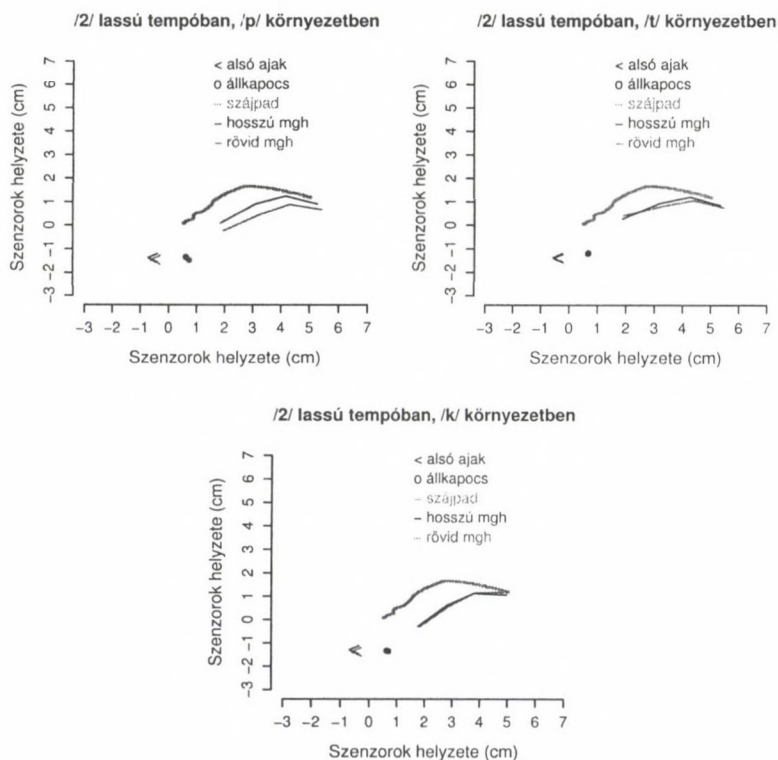 /2/ lassú tempóban, /p/ környezetben
Szenzorok helyzete (cm)
7
6
5
4
3
2
1
0
−1
−2
−3
< alsó ajak
o állkapocs
− szájpad
− hosszú mgh
− rövid mgh
−3 −2 −1 0 1 2 3 4 5 6 7
Szenzorok helyzete (cm)
/2/ lassú tempóban, /t/ környezetben
Szenzorok helyzete (cm)
7
6
5
4
3
2
1
0
−1
−2
−3
< alsó ajak
o állkapocs
− szájpad
− hosszú mgh
− rövid mgh
−3 −2 −1 0 1 2 3 4 5 6 7
Szenzorok helyzete (cm)
/2/ lassú tempóban, /k/ környezetben
Szenzorok helyzete (cm)
7
6
5
4
3
2
1
0
−1
−2
−3
< alsó ajak
o állkapocs
− szájpad
− hosszú mgh
− rövid mgh
−3 −2 −1 0 1 2 3 4 5 6 7
Szenzorok helyzete (cm)